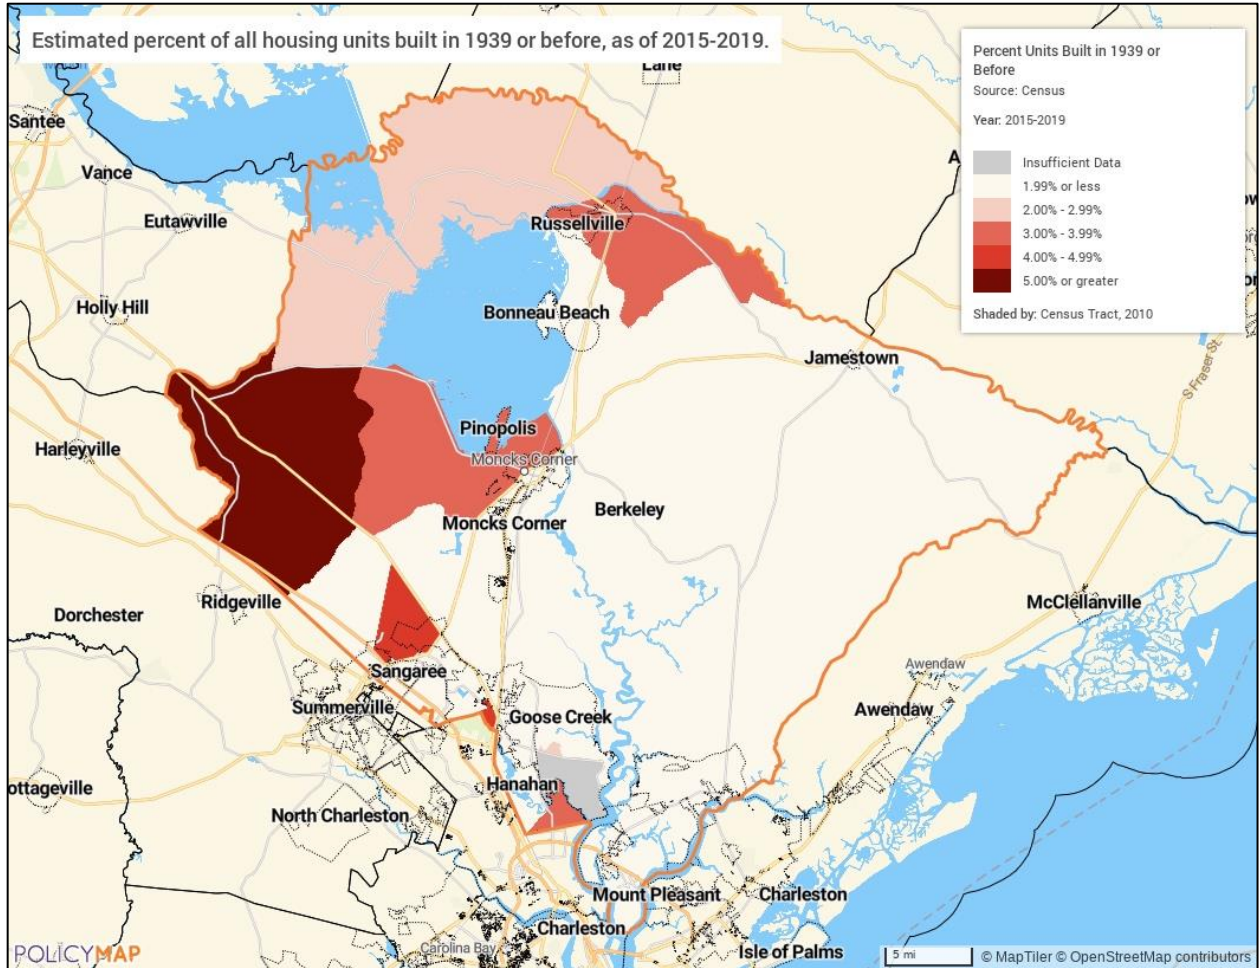 Estimated percent of all housing units built in 1939 or before, as of 2015-2019.
Percent Units Built in 1939 or
Before
Source: Census
Year: 2015-2019
Insufficient Data
1.99% or less
2.00% - 2.99%
3.00% - 3.99%
4.00% - 4.99%
5.00% or greater
Shaded by: Census Tract, 2010
Lane
Santee
Vance
Eutawville
Russellville
Holly Hill
Bonneau Beach
Jamestown
S Fraser St
Harleyville
Pinopolis
Moncks Corner
Moncks Corner
Berkeley
Ridgeville
Dorchester
McClellanville
Sangaree
Awendaw
Summerville
Goose Creek
Awendaw
Hanahan
ottageville
North Charleston
Mount Pleasant
Charleston
Charleston
Carolina Bay
Isle of Palms
POLICYMAP
5 mi
© MapTiler © OpenStreetMap contributors